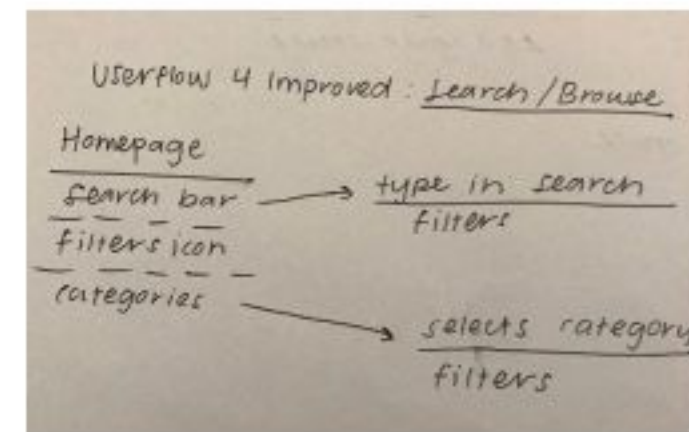 Userflow 4 Improved: Search/Browse
Homepage
search bar
filters icon
categories
type in search
filters
selects category
filters